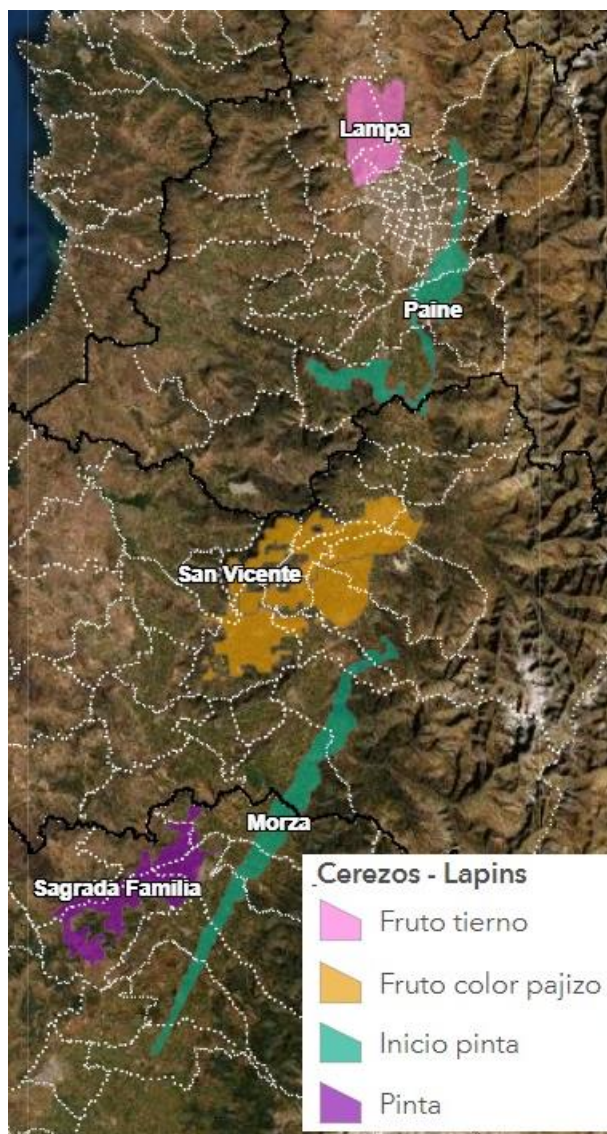 Lampa
Paine
San Vicente
Morza
Sagrada Familia
Cerezos - Lapins
Fruto tierno
Fruto color pajizo
Inicio pinta
Pinta